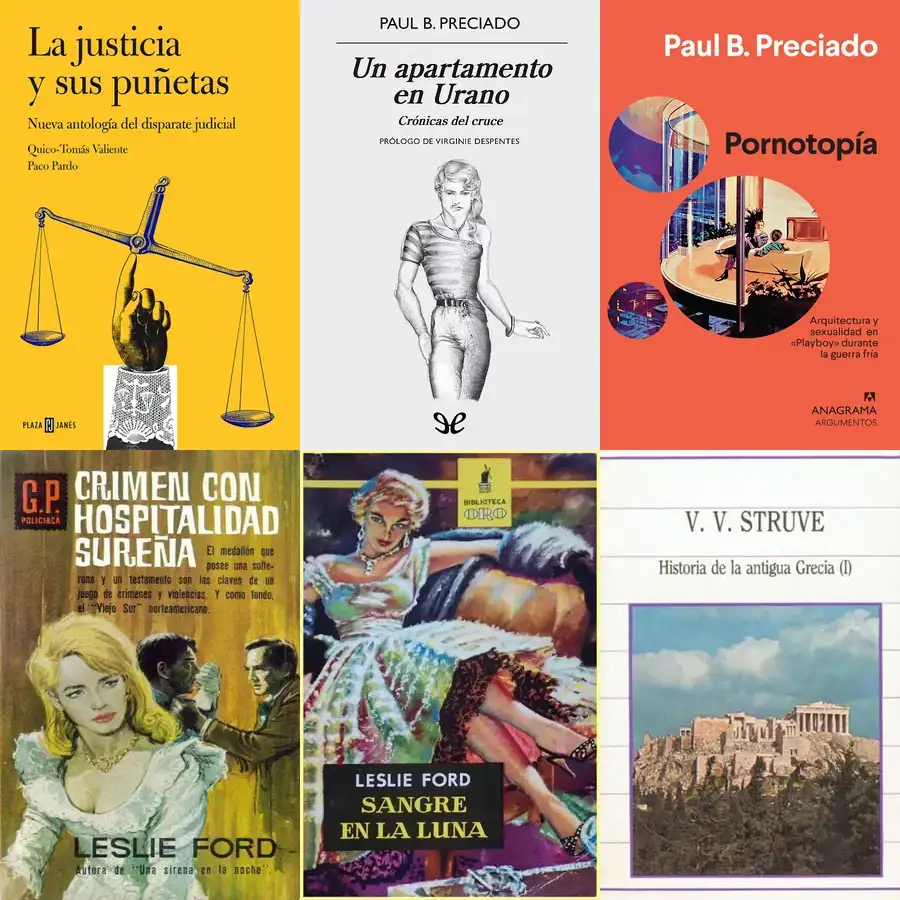 La justicia
y sus puñetas
Nueva antología del disparate judicial
Quico-Tomás Valiente
Paco Pardo
PLAZA JANÉS
PAUL B. PRECIADO
Un apartamento
en Urano
Crónicas del cruce
PRÓLOGO DE VIRGINIE DESPENTES
Paul B. Preciado
Pornotopía
Arquitectura y
sexualidad en
«Playboy» durante
la guerra fría
ANAGRAMA
ARGUMENTOS
G.P.
POLICIACA
CRIMEN CON
HOSPITALIDAD
SUREÑA
El medallón que
posee una solte-
rona y un testamento son las claves de un
juego de crímenes y violencias. Y como fondo,
el "Viejo Sur" norteamericano.
LESLIE FORD
Autora de "Una sirena en la noche".
BIBLIOTECA
ORO
LESLIE FORD
SANGRE
EN LA LUNA
V. V. STRUVE
Historia de la antigua Grecia (I)